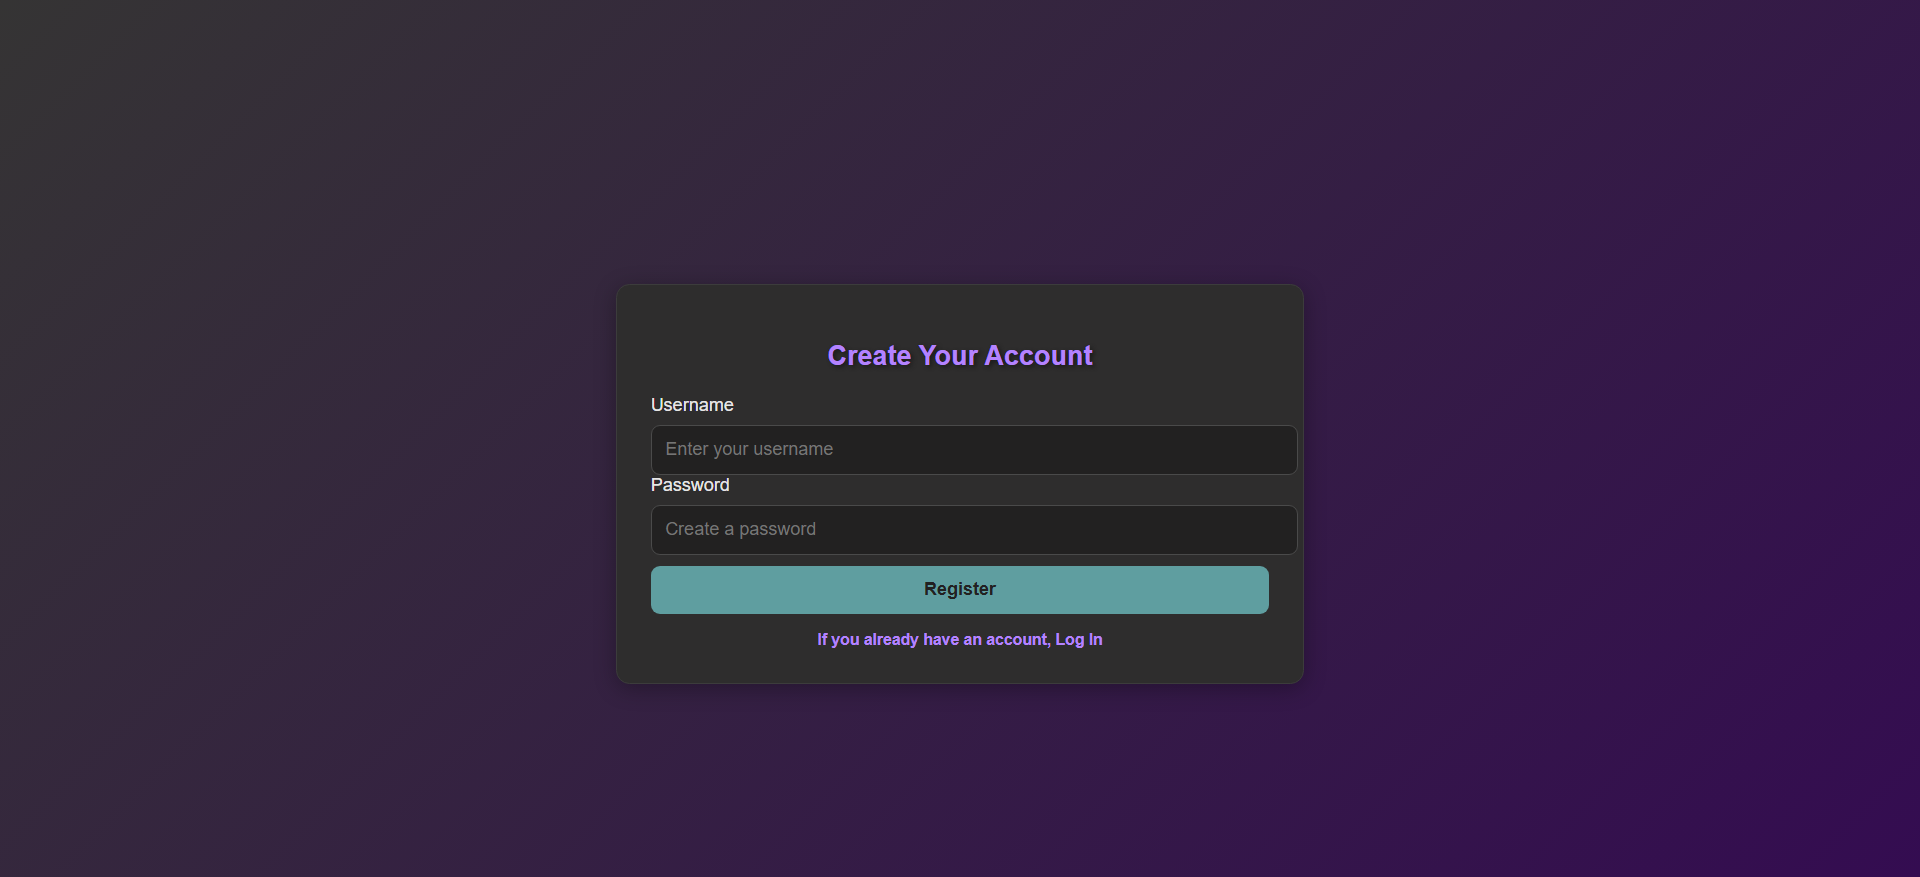 Create Your Account
Username
Enter your username
Password
Create a password
Register
If you already have an account, Log In